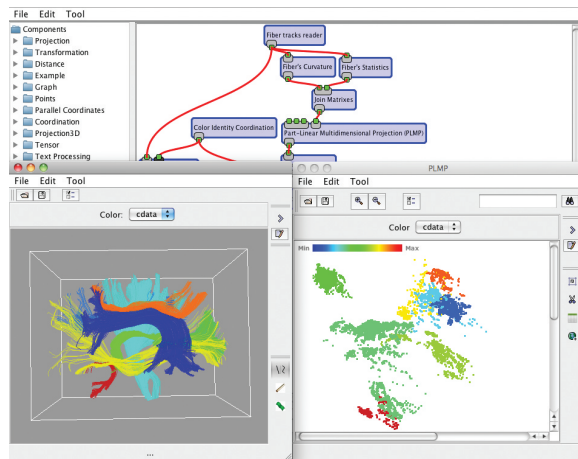 File Edit Tool
Components
Projection
Transformation
Distance
Example
Graph
Points
Parallel Coordinates
Coordination
Projection3D
Tensor
Text Processing
Fiber tracks reader
Fiber's Curvature
Fiber's Statistics
Join Matrixes
Color Identity Coordination
Part-Linear Multidimensional Projection (PLMP)
File Edit Tool
Color: cdata
...
PLMP
File Edit Tool
Color cdata
Min Max